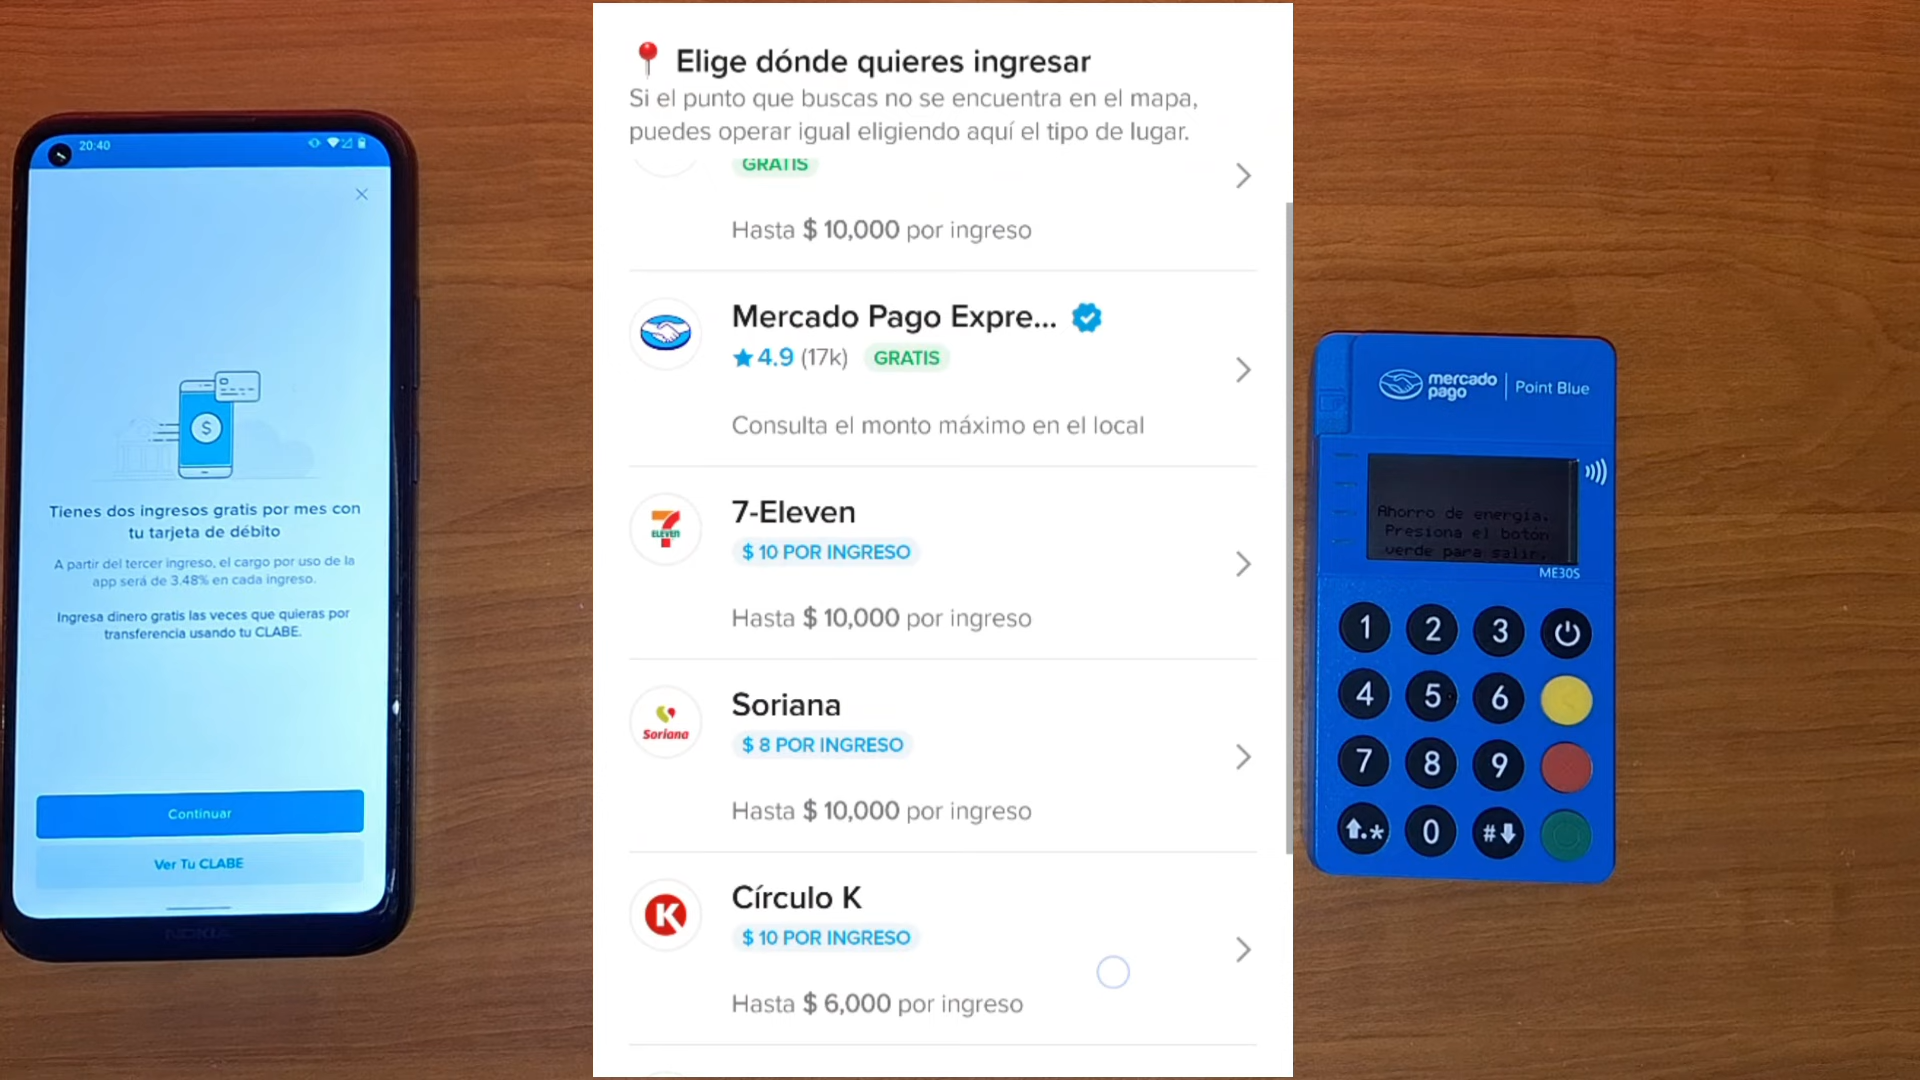 20:40
Tienes dos ingresos gratis por mes con
tu tarjeta de débito
A partir del tercer ingreso, el cargo por uso de la
app será de 3.48% en cada ingreso.
Ingresa dinero gratis las veces que quieras por
transferencia usando tu CLABE.
Continuar
Ver Tu CLABE
NOKIA
Elige dónde quieres ingresar
Si el punto que buscas no se encuentra en el mapa,
puedes operar igual eligiendo aquí el tipo de lugar.
GRATIS
Hasta $ 10,000 por ingreso
Mercado Pago Expre...
4.9 (17k) GRATIS
Consulta el monto máximo en el local
7-Eleven
ELEVEN
$ 10 POR INGRESO
Hasta $ 10,000 por ingreso
Soriana
Soriana
$ 8 POR INGRESO
Hasta $ 10,000 por ingreso
Círculo K
K
$ 10 POR INGRESO
Hasta $ 6,000 por ingreso
mercado
pago
Point Blue
Ahorro de energía.
Presiona el botón
verde para salir.
ME30S
1 2 3
4 5 6
7 8 9
.* 0 #